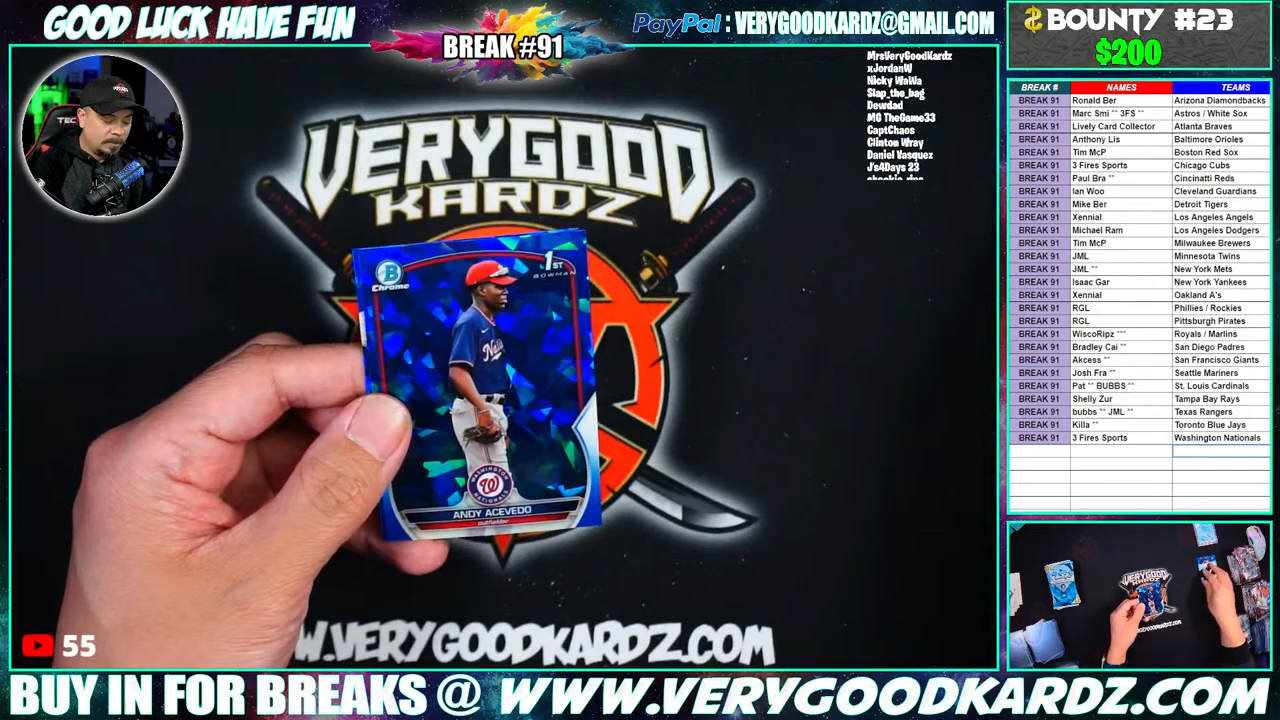 GOOD LUCK HAVE FUN
BREAK #91
PayPal : VERYGOODKARDZ@GMAIL.COM
$ BOUNTY #23
$200
MrsVeryGoodKardz
xJordanW
Nicky WaWa
Slap_the_bag
Dewdad
MG TheGame33
CaptChaos
Clinton Wray
Daniel Vasquez
J's4Days 23
VERYGOOD
KARDZ
B
Chrome
1ST
BOWMAN
WASHINGTON
NATIONALS
W
ANDY ACEVEDO
outfielder
W.VERYGOODKARDZ.COM
55
BREAK # NAMES TEAMS
BREAK 91 Ronald Ber Arizona Diamondbacks
BREAK 91 Marc Smi ** 3FS ** Astros / White Sox
BREAK 91 Lively Card Collector Atlanta Braves
BREAK 91 Anthony Lis Baltimore Orioles
BREAK 91 Tim McP Boston Red Sox
BREAK 91 3 Fires Sports Chicago Cubs
BREAK 91 Paul Bra ** Cincinatti Reds
BREAK 91 Ian Woo Cleveland Guardians
BREAK 91 Mike Ber Detroit Tigers
BREAK 91 Xennial Los Angeles Angels
BREAK 91 Michael Ram Los Angeles Dodgers
BREAK 91 Tim McP Milwaukee Brewers
BREAK 91 JML Minnesota Twins
BREAK 91 JML ** New York Mets
BREAK 91 Isaac Gar New York Yankees
BREAK 91 Xennial Oakland A's
BREAK 91 RGL Phillies / Rockies
BREAK 91 RGL Pittsburgh Pirates
BREAK 91 WiscoRipz *** Royals / Marlins
BREAK 91 Bradley Cai ** San Diego Padres
BREAK 91 Akcess ** San Francisco Giants
BREAK 91 Josh Fra ** Seattle Mariners
BREAK 91 Pat ** BUBBS ** St. Louis Cardinals
BREAK 91 Shelly Zur Tampa Bay Rays
BREAK 91 bubbs ** JML ** Texas Rangers
BREAK 91 Killa ** Toronto Blue Jays
BREAK 91 3 Fires Sports Washington Nationals
BUY IN FOR BREAKS @ WWW.VERYGOODKARDZ.COM